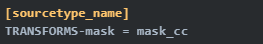 [sourcetype_name]
TRANSFORMS-mask = mask_cc